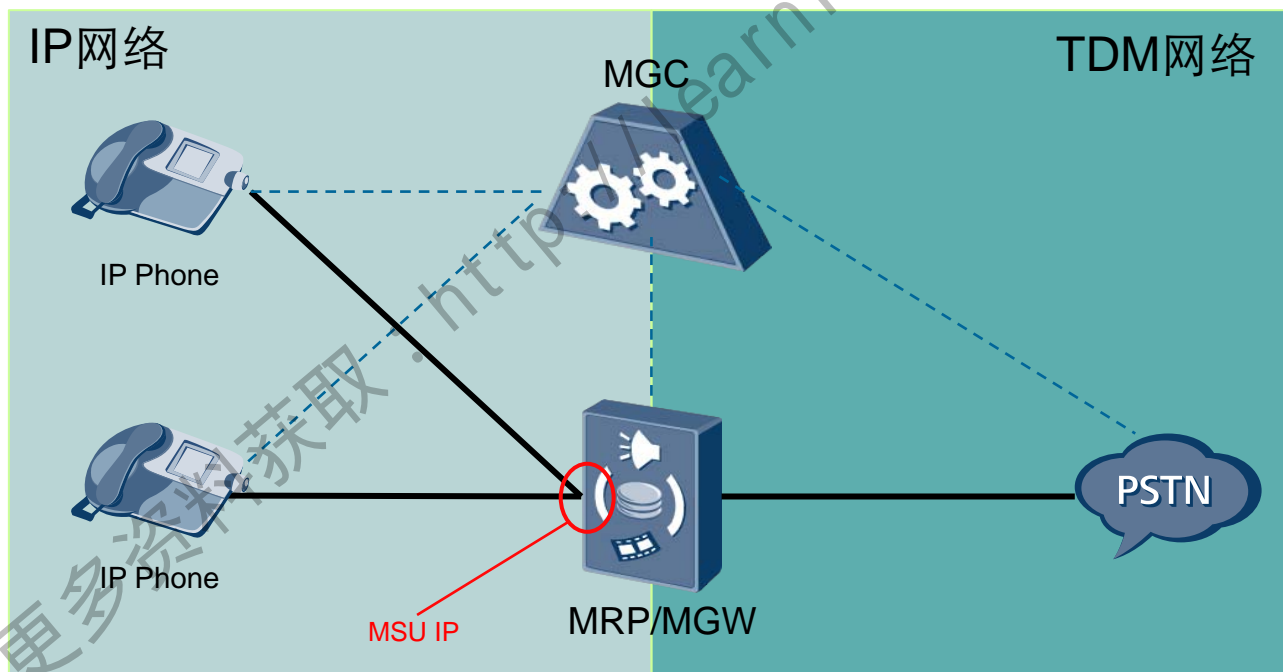 IP网络
TDM网络
MGC
IP Phone
IP Phone
MSU IP
MRP/MGW
PSTN
更多资料获取：http://learn